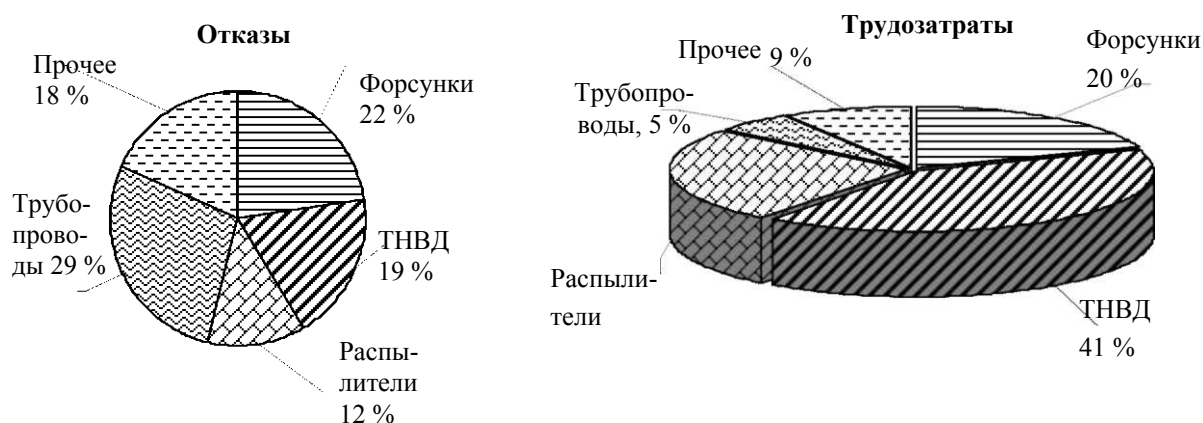 Отказы
Прочее
18 %
Форсунки
22 %
Трубо-
прово-
ды 29 %
ТНВД
19 %
Распы-
лители
12 %
Трудозатраты
Прочее 9 %
Форсунки
20 %
Трубопро-
воды, 5 %
Распыли-
тели
ТНВД
41 %